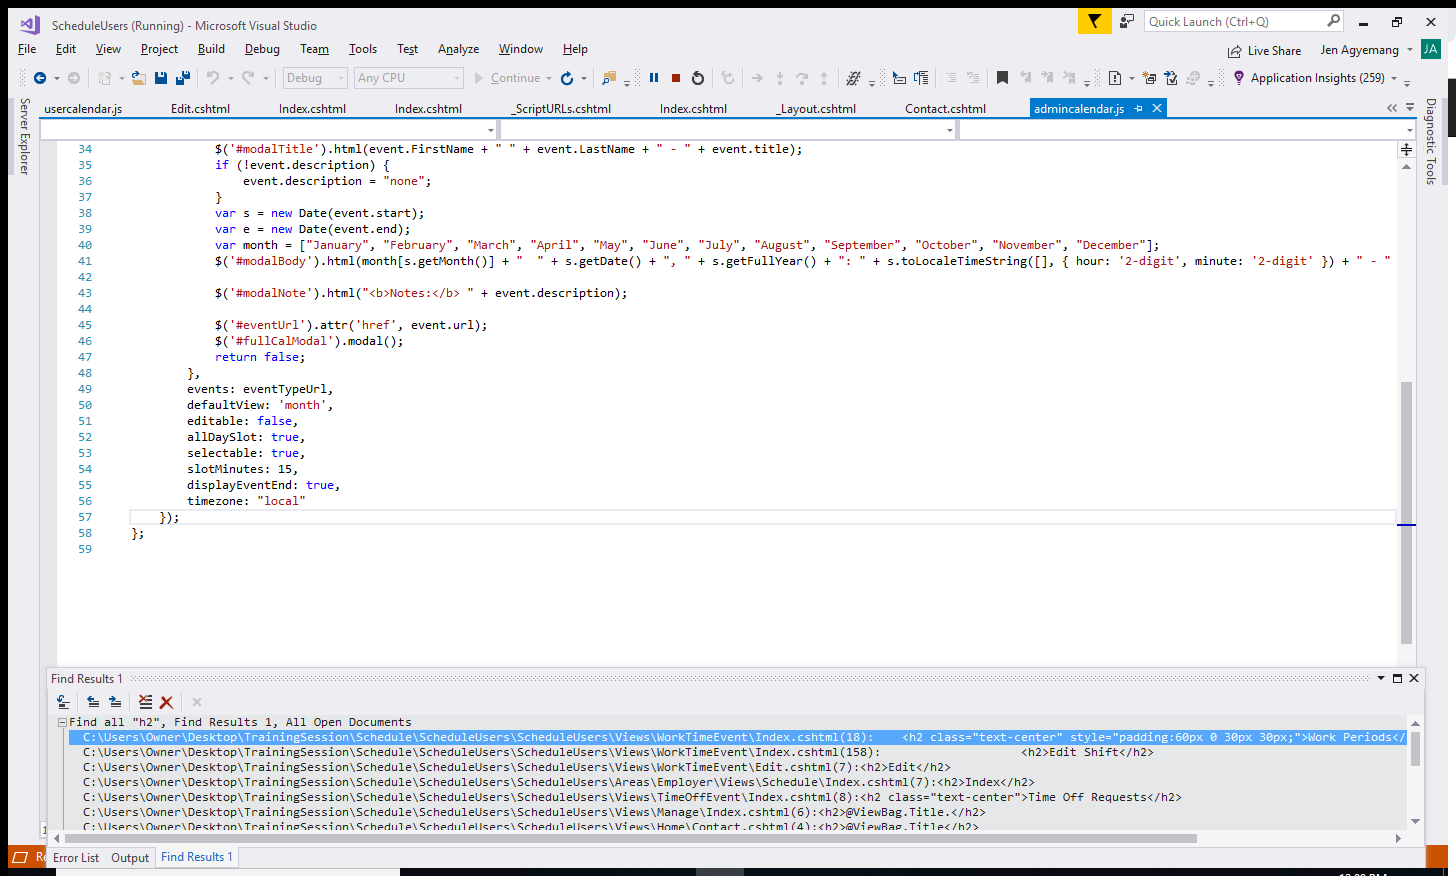 ScheduleUsers (Running) - Microsoft Visual Studio
Quick Launch (Ctrl+Q)
File Edit View Project Build Debug Team Tools Test Analyze Window Help
Live Share Jen Agyemang JA
Debug Any CPU Continue Application Insights (259)
Server Explorer
usercalendar.js Edit.cshtml Index.cshtml Index.cshtml _ScriptURLs.cshtml Index.cshtml _Layout.cshtml Contact.cshtml admincalendar.js
Diagnostic Tools
34 $('#modalTitle').html(event.FirstName + " " + event.LastName + " - " + event.title);
35 if (!event.description) {
36 event.description = "none";
37 }
38 var s = new Date(event.start);
39 var e = new Date(event.end);
40 var month = ["January", "February", "March", "April", "May", "June", "July", "August", "September", "October", "November", "December"];
41 $('#modalBody').html(month[s.getMonth()] + "  " + s.getDate() + ", " + s.getFullYear() + ": " + s.toLocaleTimeString([], { hour: '2-digit', minute: '2-digit' }) + " - "
42
43 $('#modalNote').html("<b>Notes:</b> " + event.description);
44
45 $('#eventUrl').attr('href', event.url);
46 $('#fullCalModal').modal();
47 return false;
48 },
49 events: eventTypeUrl,
50 defaultView: 'month',
51 editable: false,
52 allDaySlot: true,
53 selectable: true,
54 slotMinutes: 15,
55 displayEventEnd: true,
56 timezone: "local"
57 });
58 };
59
Find Results 1
Find all "h2", Find Results 1, All Open Documents
C:\Users\Owner\Desktop\TrainingSession\Schedule\ScheduleUsers\ScheduleUsers\Views\WorkTimeEvent\Index.cshtml(18): <h2 class="text-center" style="padding:60px 0 30px 30px;">Work Periods</
C:\Users\Owner\Desktop\TrainingSession\Schedule\ScheduleUsers\ScheduleUsers\Views\WorkTimeEvent\Index.cshtml(158): <h2>Edit Shift</h2>
C:\Users\Owner\Desktop\TrainingSession\Schedule\ScheduleUsers\ScheduleUsers\Views\WorkTimeEvent\Edit.cshtml(7):<h2>Edit</h2>
C:\Users\Owner\Desktop\TrainingSession\Schedule\ScheduleUsers\ScheduleUsers\Areas\Employer\Views\Schedule\Index.cshtml(7):<h2>Index</h2>
C:\Users\Owner\Desktop\TrainingSession\Schedule\ScheduleUsers\ScheduleUsers\Views\TimeOffEvent\Index.cshtml(8):<h2 class="text-center">Time Off Requests</h2>
C:\Users\Owner\Desktop\TrainingSession\Schedule\ScheduleUsers\ScheduleUsers\Views\Manage\Index.cshtml(6):<h2>@ViewBag.Title.</h2>
C:\Users\Owner\Desktop\TrainingSession\Schedule\ScheduleUsers\ScheduleUsers\Views\Home\Contact.cshtml(4):<h2>@ViewBag.Title</h2>
Error List Output Find Results 1